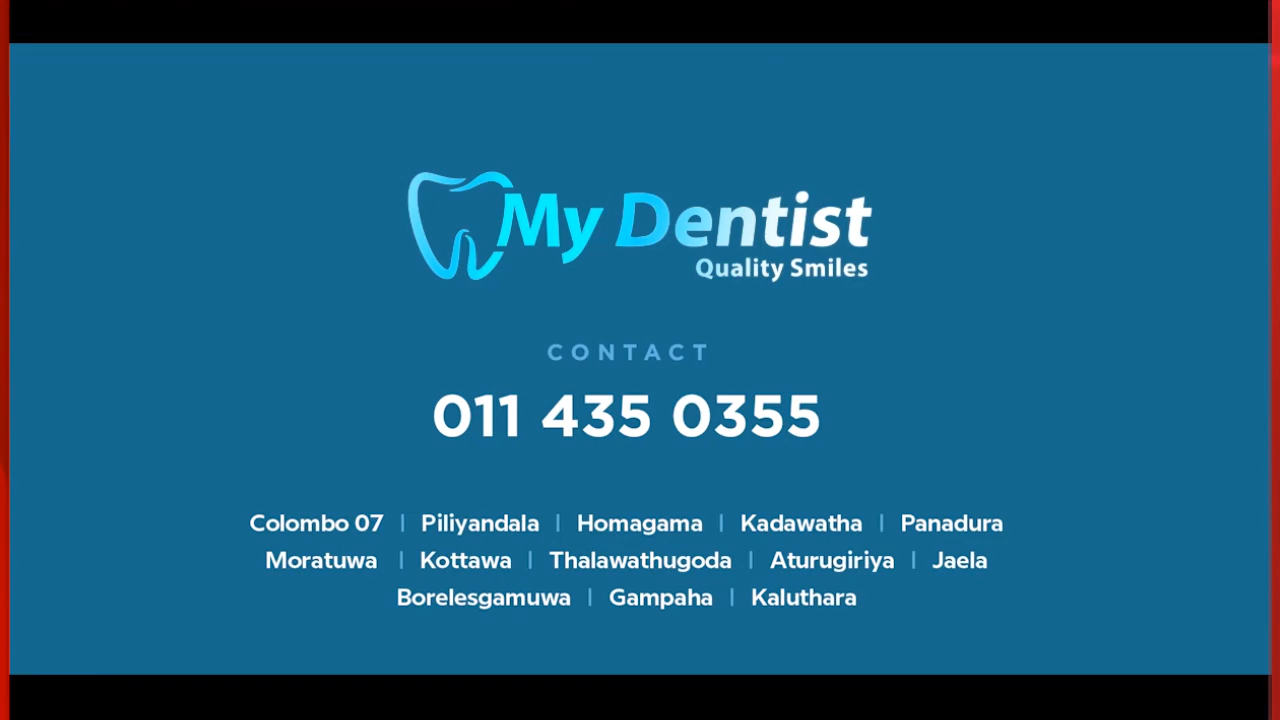 My Dentist
Quality Smiles
CONTACT
011 435 0355
Colombo 07 | Piliyandala | Homagama | Kadawatha | Panadura
Moratuwa | Kottawa | Thalawathugoda | Aturugiriya | Jaela
Borelesgamuwa | Gampaha | Kaluthara